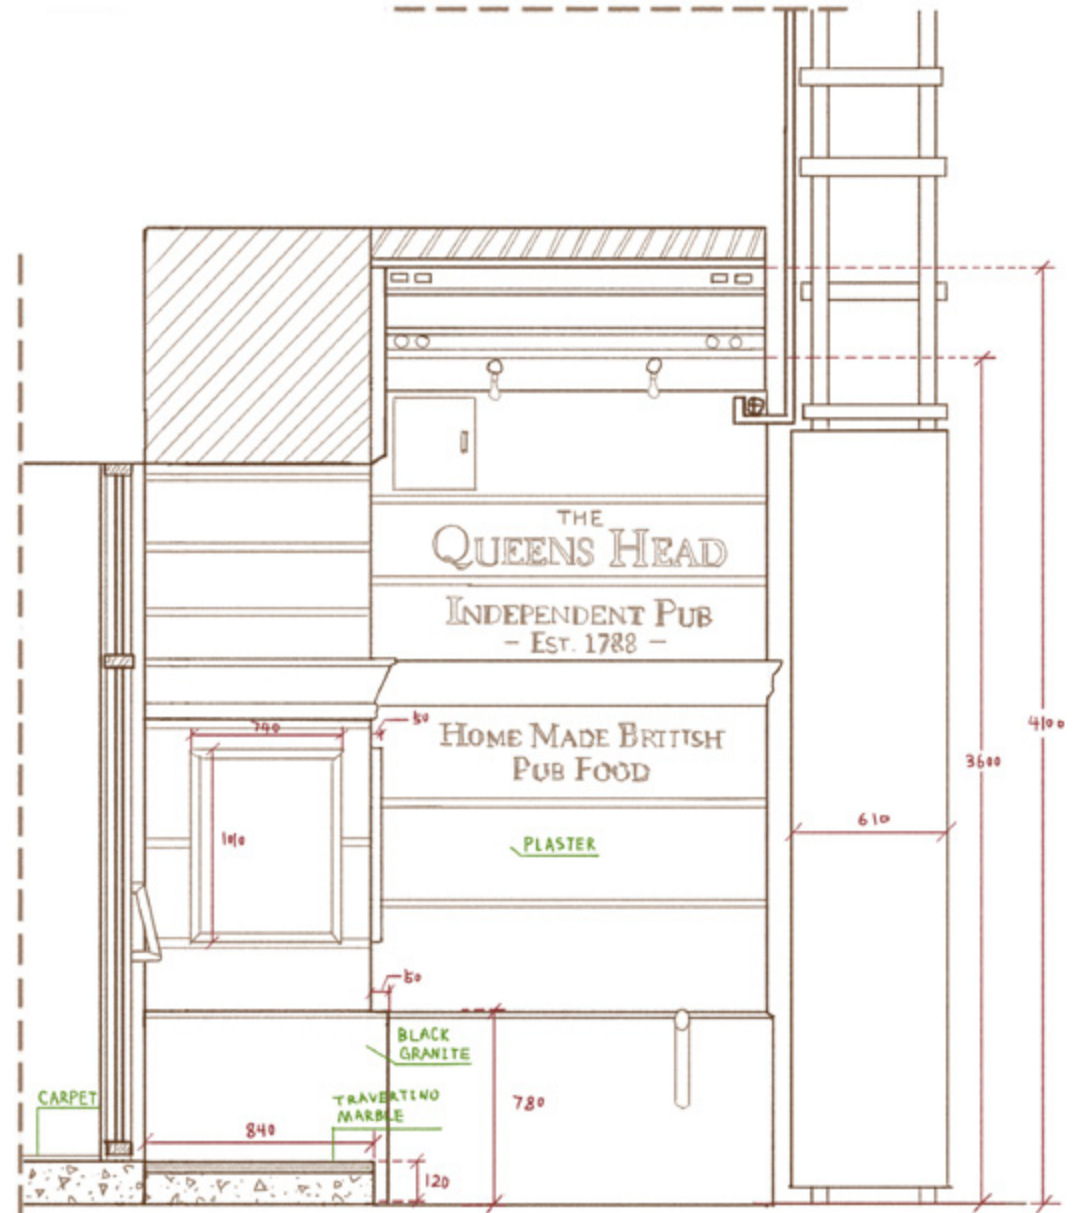 THE
QUEENS HEAD
INDEPENDENT PUB
- EST. 1788 -
740
50
HOME MADE BRITISH
PUB FOOD
4100
3600
1010
PLASTER
610
50
BLACK
GRANITE
CARPET
TRAVERTINO
MARBLE
840
780
120